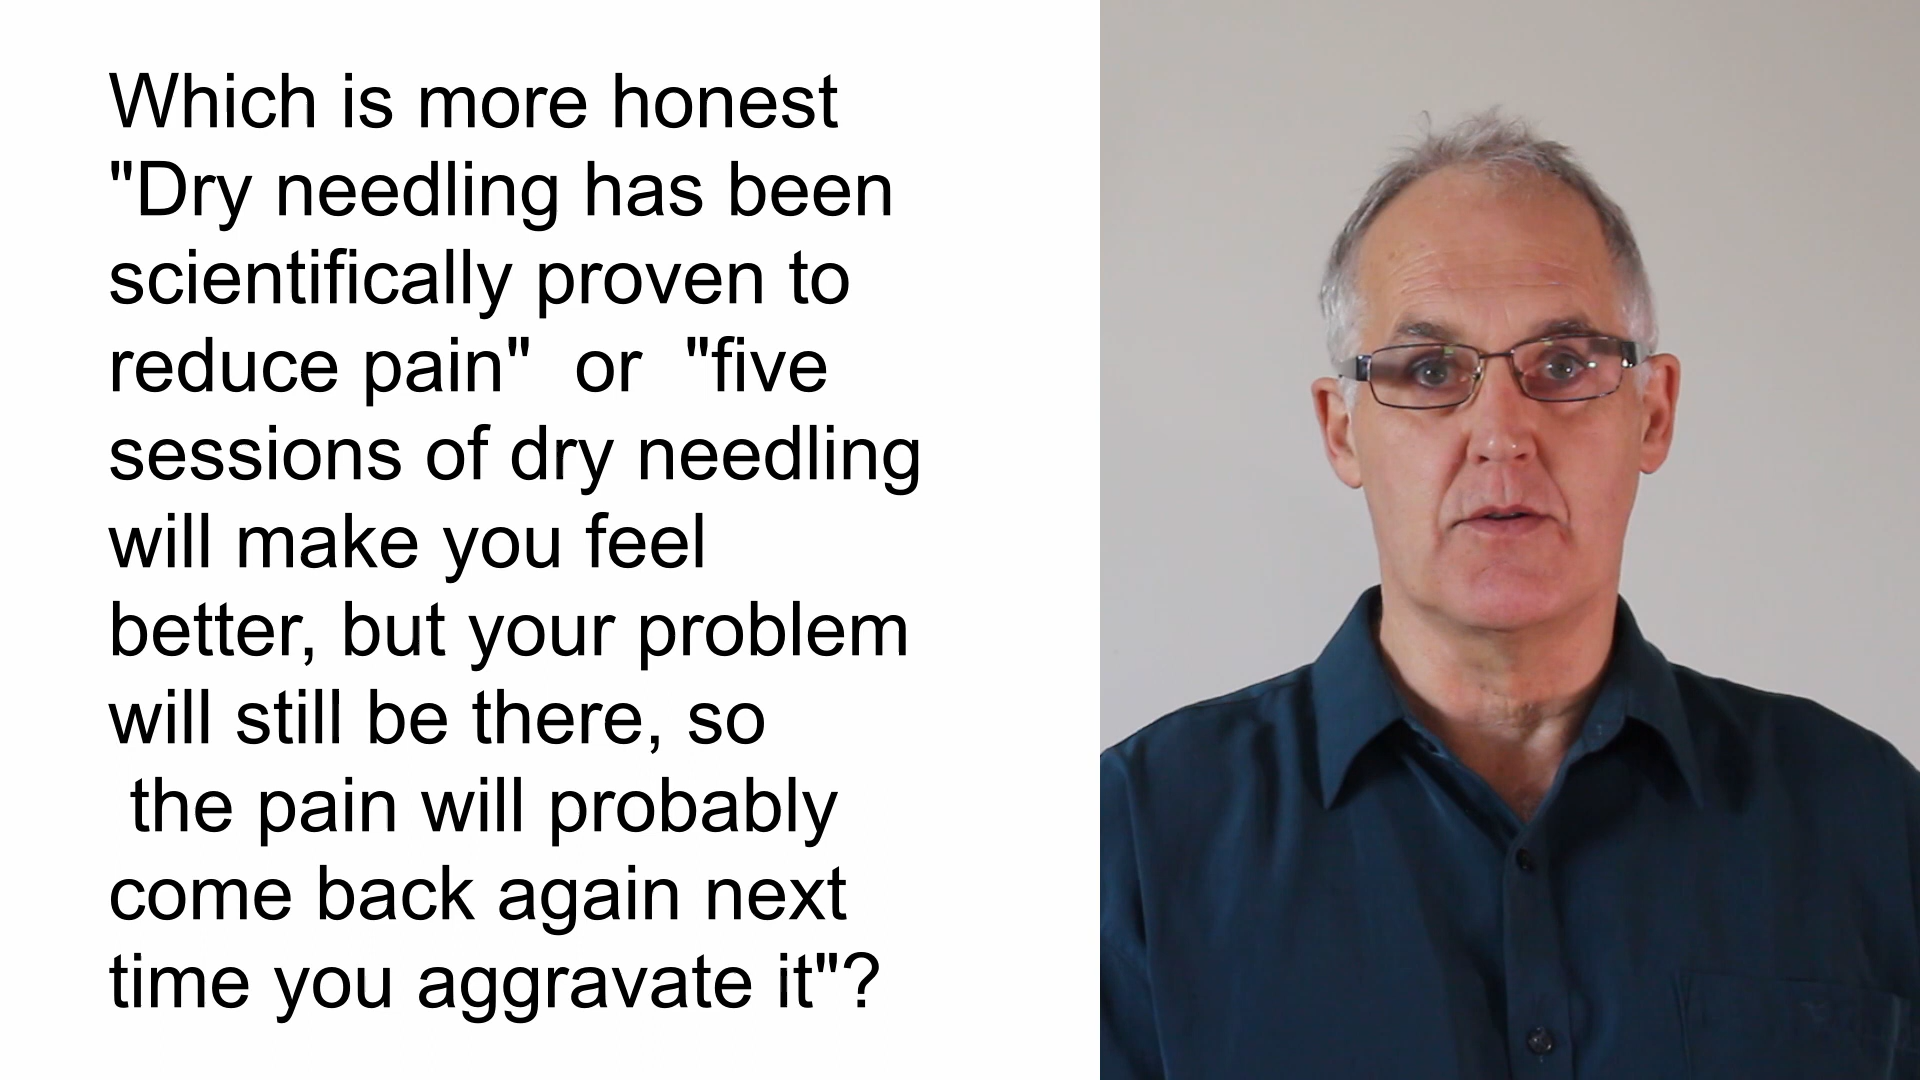 Which is more honest
"Dry needling has been
scientifically proven to
reduce pain"  or  "five
sessions of dry needling
will make you feel
better, but your problem
will still be there, so
 the pain will probably
come back again next
time you aggravate it"?